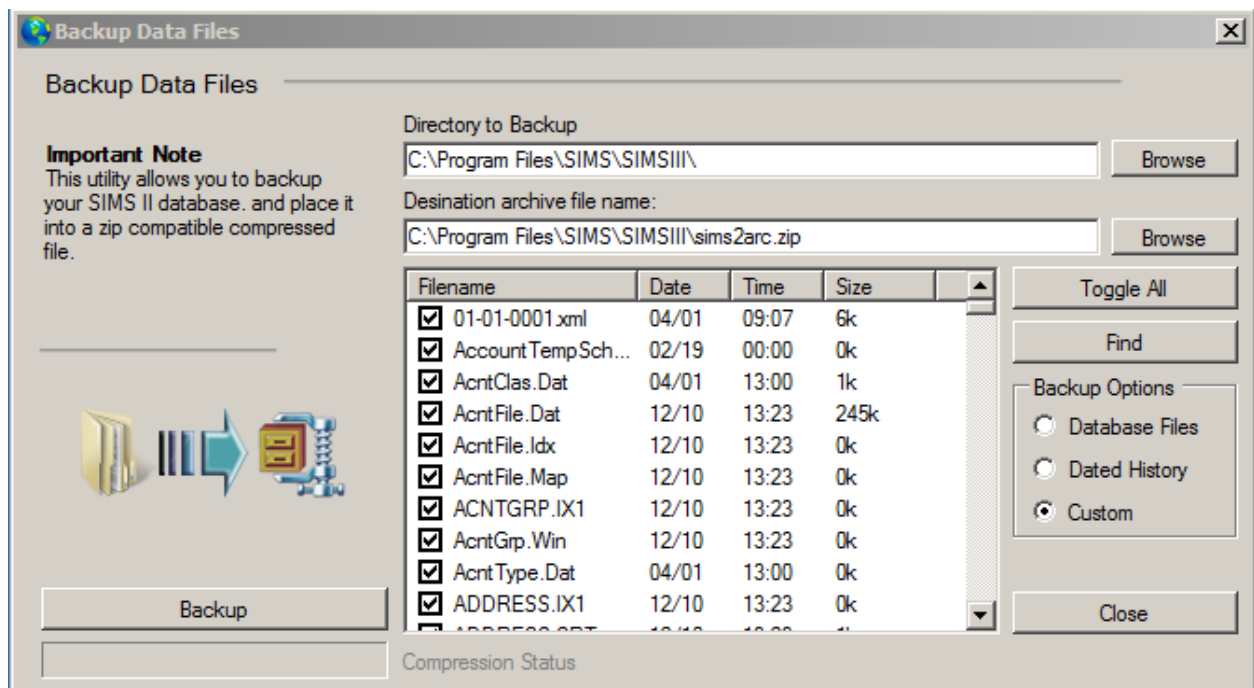 Backup Data Files
Backup Data Files
Important Note
This utility allows you to backup
your SIMS II database. and place it
into a zip compatible compressed
file.
Directory to Backup
C:\Program Files\SIMS\SIMSIII\
Browse
Desination archive file name:
C:\Program Files\SIMS\SIMSIII\sims2arc.zip
Browse
Filename Date Time Size
01-01-0001.xml 04/01 09:07 6k
AccountTempSch... 02/19 00:00 0k
AcntClas.Dat 04/01 13:00 1k
AcntFile.Dat 12/10 13:23 245k
AcntFile.Idx 12/10 13:23 0k
AcntFile.Map 12/10 13:23 0k
ACNTGRP.IX1 12/10 13:23 0k
AcntGrp.Win 12/10 13:23 0k
AcntType.Dat 04/01 13:00 0k
ADDRESS.IX1 12/10 13:23 0k
Toggle All
Find
Backup Options
Database Files
Dated History
Custom
Backup
Close
Compression Status